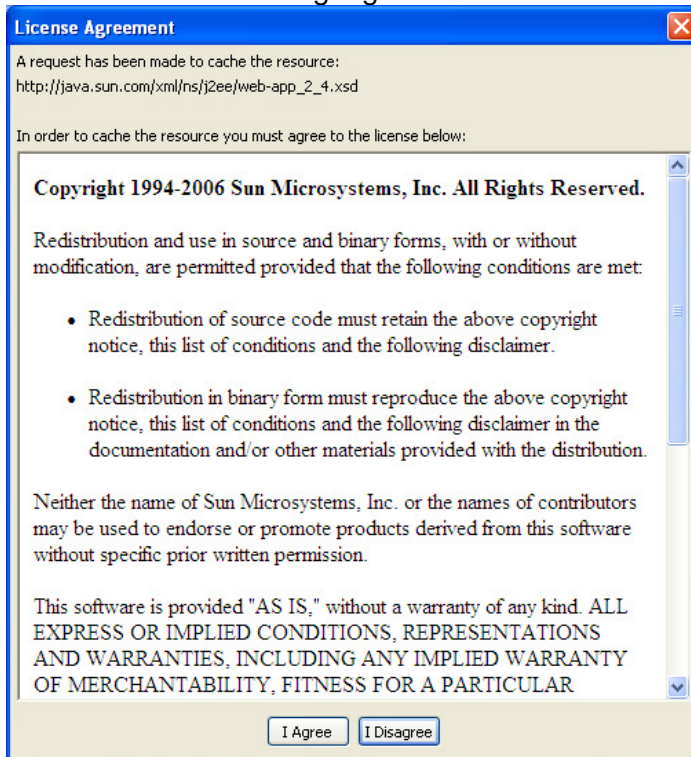 License Agreement
A request has been made to cache the resource:
http://java.sun.com/xml/ns/j2ee/web-app_2_4.xsd
In order to cache the resource you must agree to the license below:
Copyright 1994-2006 Sun Microsystems, Inc. All Rights Reserved.
Redistribution and use in source and binary forms, with or without
modification, are permitted provided that the following conditions are met:
• Redistribution of source code must retain the above copyright
notice, this list of conditions and the following disclaimer.
• Redistribution in binary form must reproduce the above copyright
notice, this list of conditions and the following disclaimer in the
documentation and/or other materials provided with the distribution.
Neither the name of Sun Microsystems, Inc. or the names of contributors
may be used to endorse or promote products derived from this software
without specific prior written permission.
This software is provided "AS IS," without a warranty of any kind. ALL
EXPRESS OR IMPLIED CONDITIONS, REPRESENTATIONS
AND WARRANTIES, INCLUDING ANY IMPLIED WARRANTY
OF MERCHANTABILITY, FITNESS FOR A PARTICULAR
I Agree I Disagree